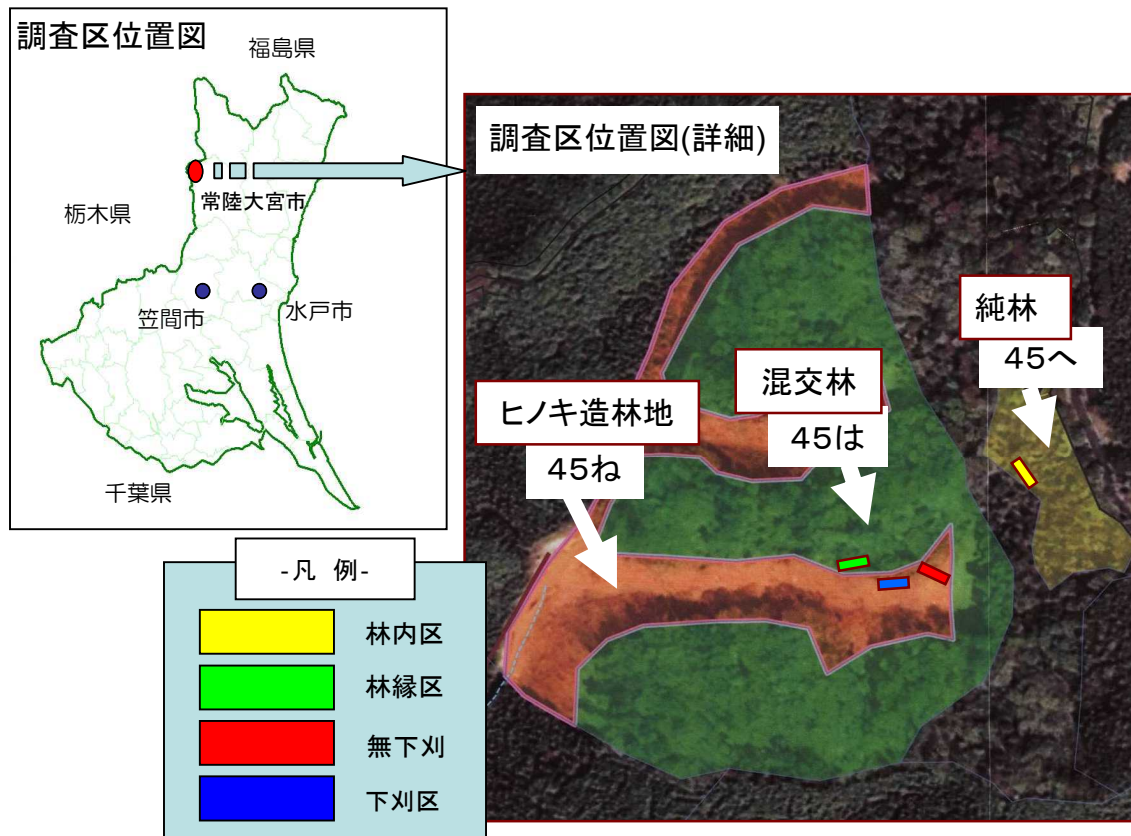 調査区位置図
福島県
常陸大宮市
栃木県
笠間市
水戸市
千葉県
調査区位置図(詳細)
純林
45へ
混交林
45は
ヒノキ造林地
45ね
-凡 例-
林内区
林縁区
無下刈
下刈区